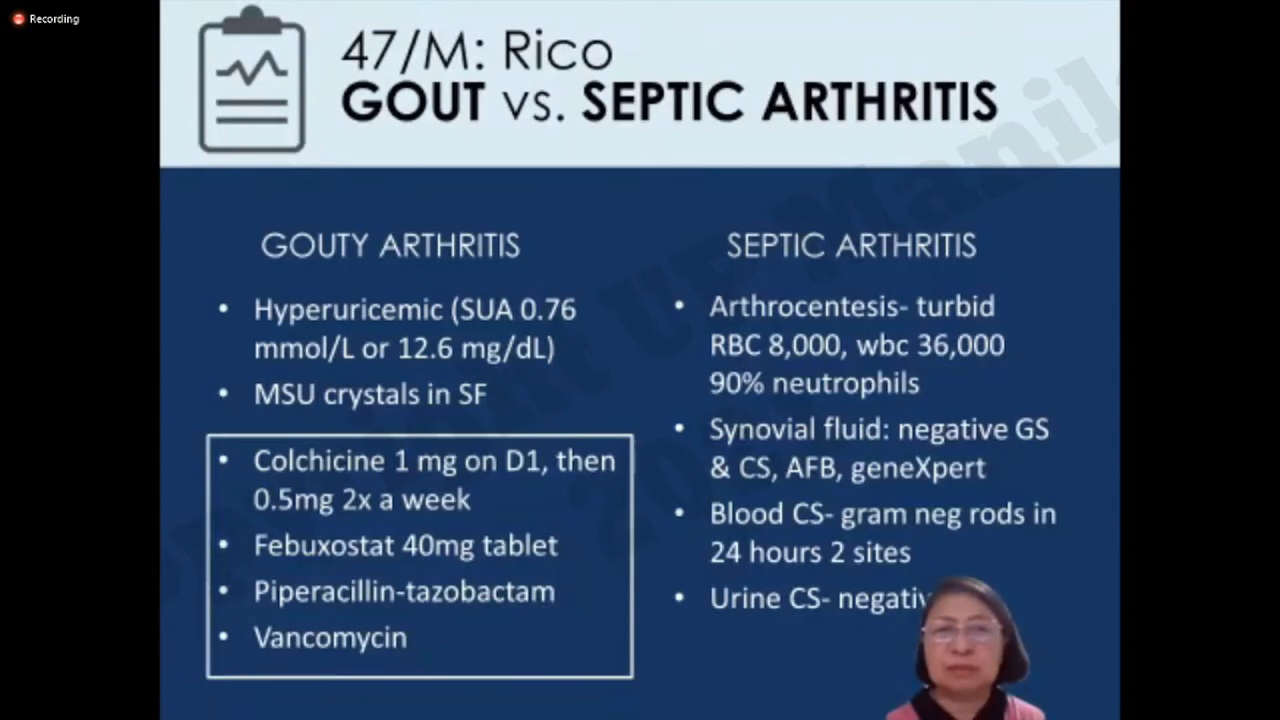 Recording
47/M: Rico
GOUT vs. SEPTIC ARTHRITIS
GOUTY ARTHRITIS
• Hyperuricemic (SUA 0.76
mmol/L or 12.6 mg/dL)
• MSU crystals in SF
• Colchicine 1 mg on D1, then
0.5mg 2x a week
• Febuxostat 40mg tablet
• Piperacillin-tazobactam
• Vancomycin
SEPTIC ARTHRITIS
• Arthrocentesis- turbid
RBC 8,000, wbc 36,000
90% neutrophils
• Synovial fluid: negative GS
& CS, AFB, geneXpert
• Blood CS- gram neg rods in
24 hours 2 sites
• Urine CS- negativ